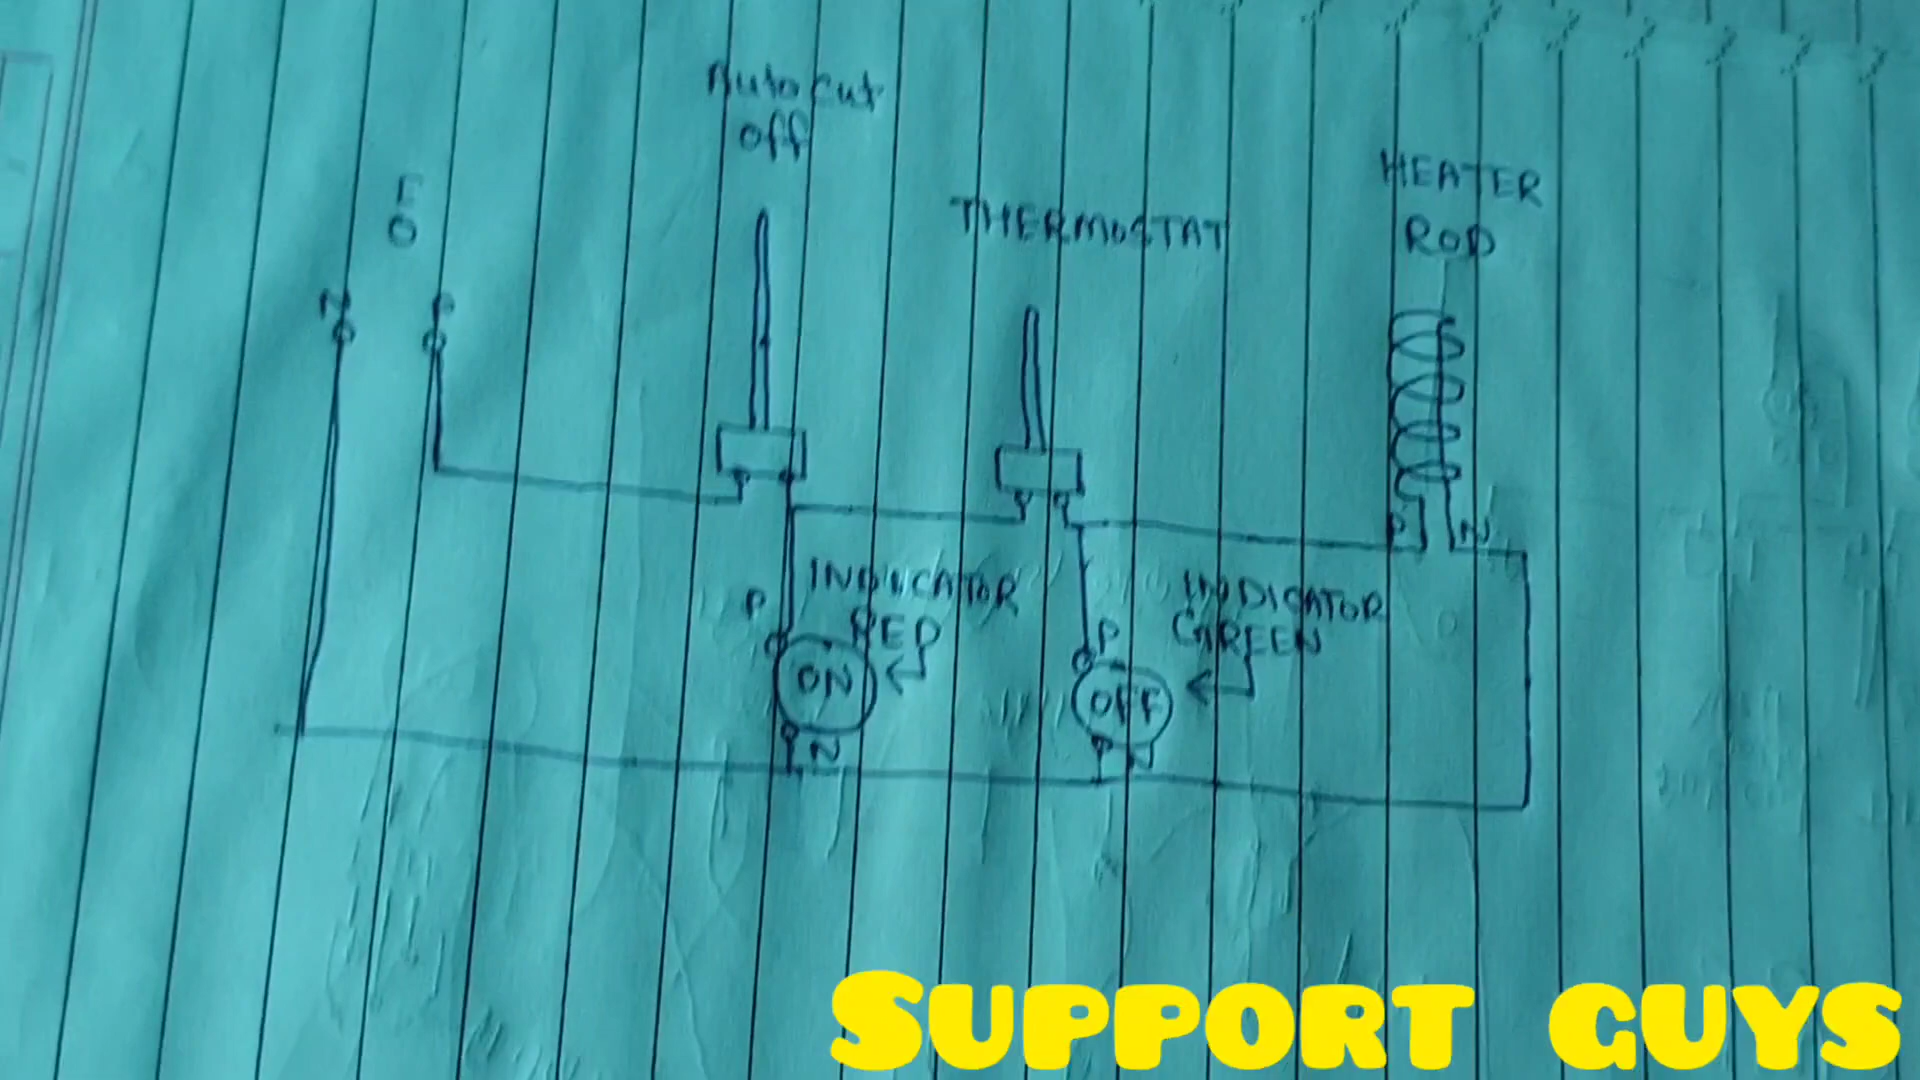 Auto cut
off
THERMOSTAT
HEATER
ROD
N
P
P
N
INDICATOR
RED
ON
P
N
INDICATOR
GREEN
OFF
P
N
SUPPORT GUYS